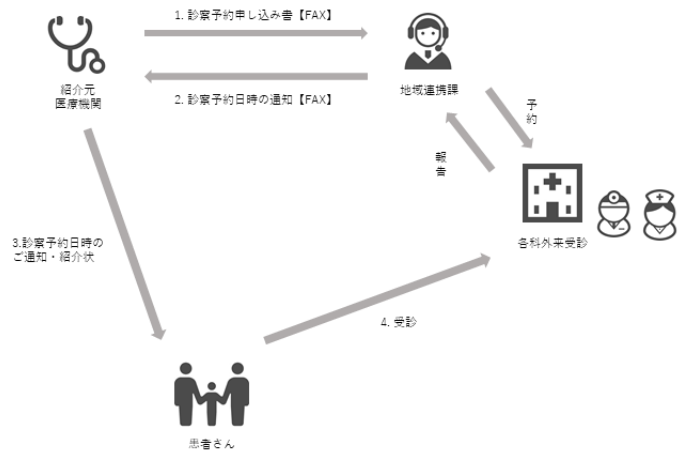 1. 診察予約申し込み書【FAX】
2. 診察予約日時の通知【FAX】
紹介元
医療機関
地域連携課
予
約
報
告
各科外来受診
3.診察予約日時の
ご通知・紹介状
4. 受診
患者さん